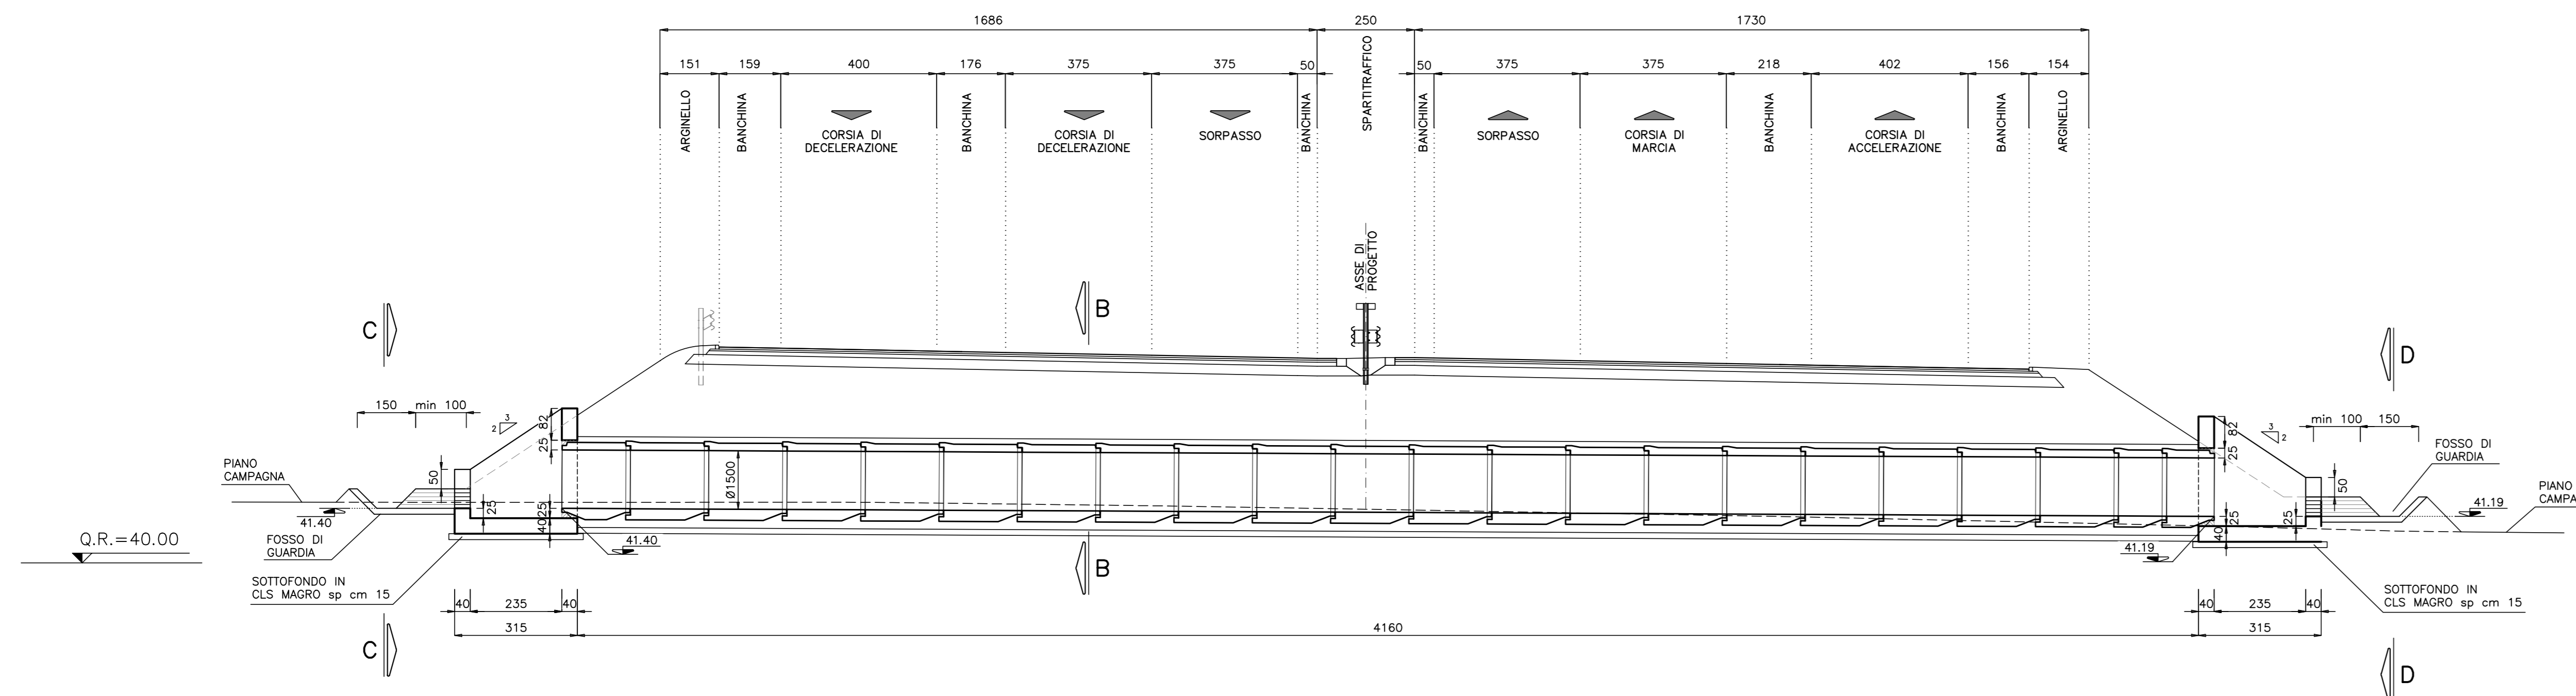 1686
250
1730
151
159
400
176
375
375
50
SPARTITRAFFICO
50
375
375
218
402
156
154
ARGINELLO
BANCHINA
CORSIA DI
DECELERAZIONE
BANCHINA
CORSIA DI
DECELERAZIONE
SORPASSO
BANCHINA
BANCHINA
SORPASSO
CORSIA DI
MARCIA
BANCHINA
CORSIA DI
ACCELERAZIONE
BANCHINA
ARGINELLO
ASSE DI
PROGETTO
C
B
D
150
min 100
3
2
82
25
50
PIANO
CAMPAGNA
Ø1500
25
25
40
41.40
FOSSO DI
GUARDIA
41.40
Q.R.=40.00
SOTTOFONDO IN
CLS MAGRO sp cm 15
B
82
25
3
2
min 100
150
FOSSO DI
GUARDIA
50
PIANO
CAMPA
41.19
25
25
40
41.19
SOTTOFONDO IN
CLS MAGRO sp cm 15
40
235
40
40
235
40
315
4160
315
C
D